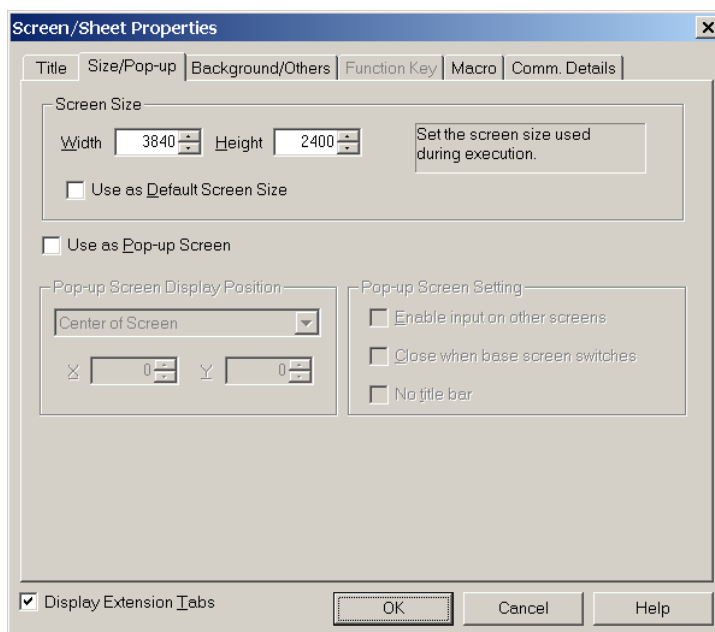 Screen/Sheet Properties
Title Size/Pop-up Background/Others Function Key Macro Comm. Details
Screen Size
Width 3840 Height 2400
Set the screen size used
during execution.
Use as Default Screen Size
Use as Pop-up Screen
Pop-up Screen Display Position
Center of Screen
X 0 Y 0
Pop-up Screen Setting
Enable input on other screens
Close when base screen switches
No title bar
Display Extension Tabs
OK Cancel Help